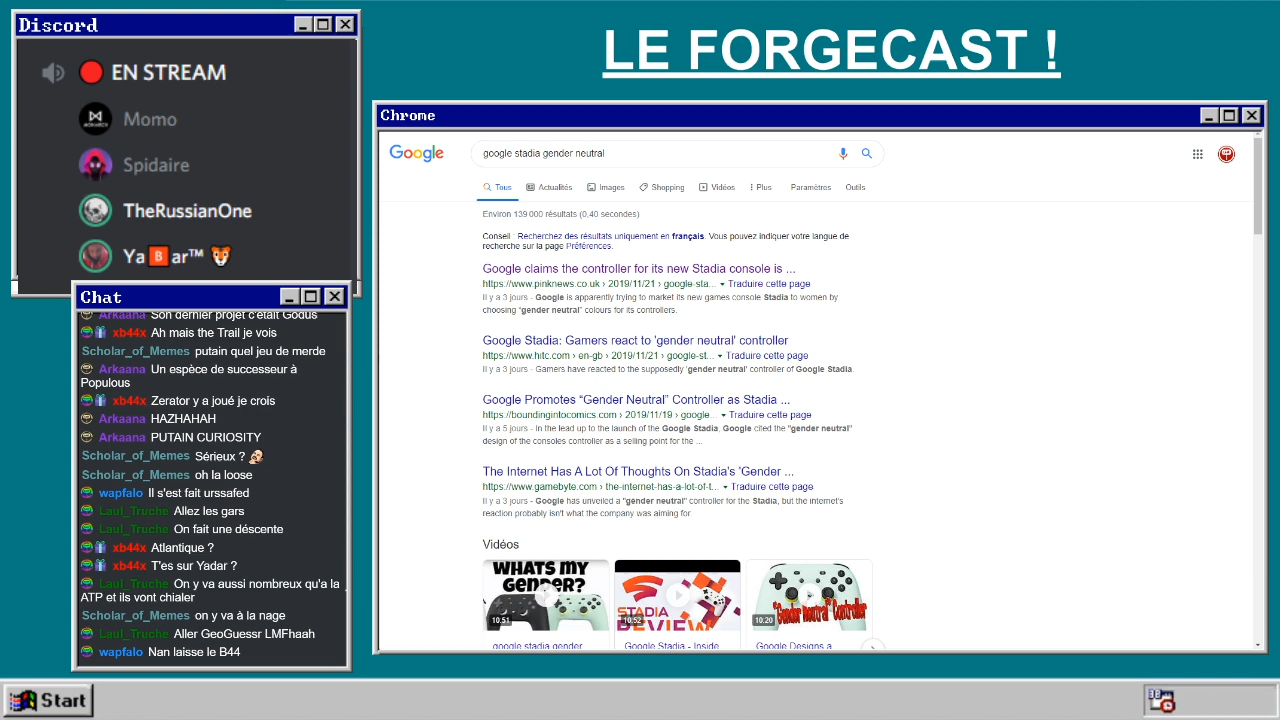 Discord
EN STREAM
Momo
Spidaire
TheRussianOne
Ya🅱ar™ 🐯
Chat
Arkaana Son dernier projet c'était Godus
xb44x Ah mais the Trail je vois
Scholar_of_Memes putain quel jeu de merde
Arkaana Un espèce de successeur à
Populous
xb44x Zerator y a joué je crois
Arkaana HAZHAHAH
Arkaana PUTAIN CURIOSITY
Scholar_of_Memes Sérieux ?
Scholar_of_Memes oh la loose
wapfalo Il s'est fait urssafed
Laul_Truche Allez les gars
Laul_Truche On fait une déscente
xb44x Atlantique ?
xb44x T'es sur Yadar ?
Laul_Truche On y va aussi nombreux qu'a la
ATP et ils vont chialer
Scholar_of_Memes on y va à la nage
Laul_Truche Aller GeoGuessr LMFhaah
wapfalo Nan laisse le B44
LE FORGECAST !
Chrome
Google
google stadia gender neutral
Tous Actualités Images Shopping Vidéos Plus Paramètres Outils
Environ 139 000 résultats (0,40 secondes)
Conseil : Recherchez des résultats uniquement en français. Vous pouvez indiquer votre langue de
recherche sur la page Préférences.
Google claims the controller for its new Stadia console is ...
https://www.pinknews.co.uk › 2019/11/21 › google-sta... ▾ Traduire cette page
Il y a 3 jours - Google is apparently trying to market its new games console Stadia to women by
choosing "gender neutral" colours for its controllers.
Google Stadia: Gamers react to 'gender neutral' controller
https://www.hitc.com › en-gb › 2019/11/21 › google-st... ▾ Traduire cette page
Il y a 3 jours - Gamers have reacted to the supposedly 'gender neutral' controller of Google Stadia.
Google Promotes “Gender Neutral” Controller as Stadia ...
https://boundingintocomics.com › 2019/11/19 › google... ▾ Traduire cette page
Il y a 5 jours - In the lead up to the launch of the Google Stadia, Google cited the "gender neutral"
design of the consoles controller as a selling point for the ...
The Internet Has A Lot Of Thoughts On Stadia's 'Gender ...
https://www.gamebyte.com › the-internet-has-a-lot-of-t... ▾ Traduire cette page
Il y a 3 jours - Google has unveiled a "gender neutral" controller for the Stadia, but the internet's
reaction probably isn't what the company was aiming for
Vidéos
WHATS MY
GENDER?
10:51
STADIA
REVIEW
10:52
"Gender Neutral" Controller
10:20
google stadia gender
Google Stadia - Inside
Google Designs a
Start